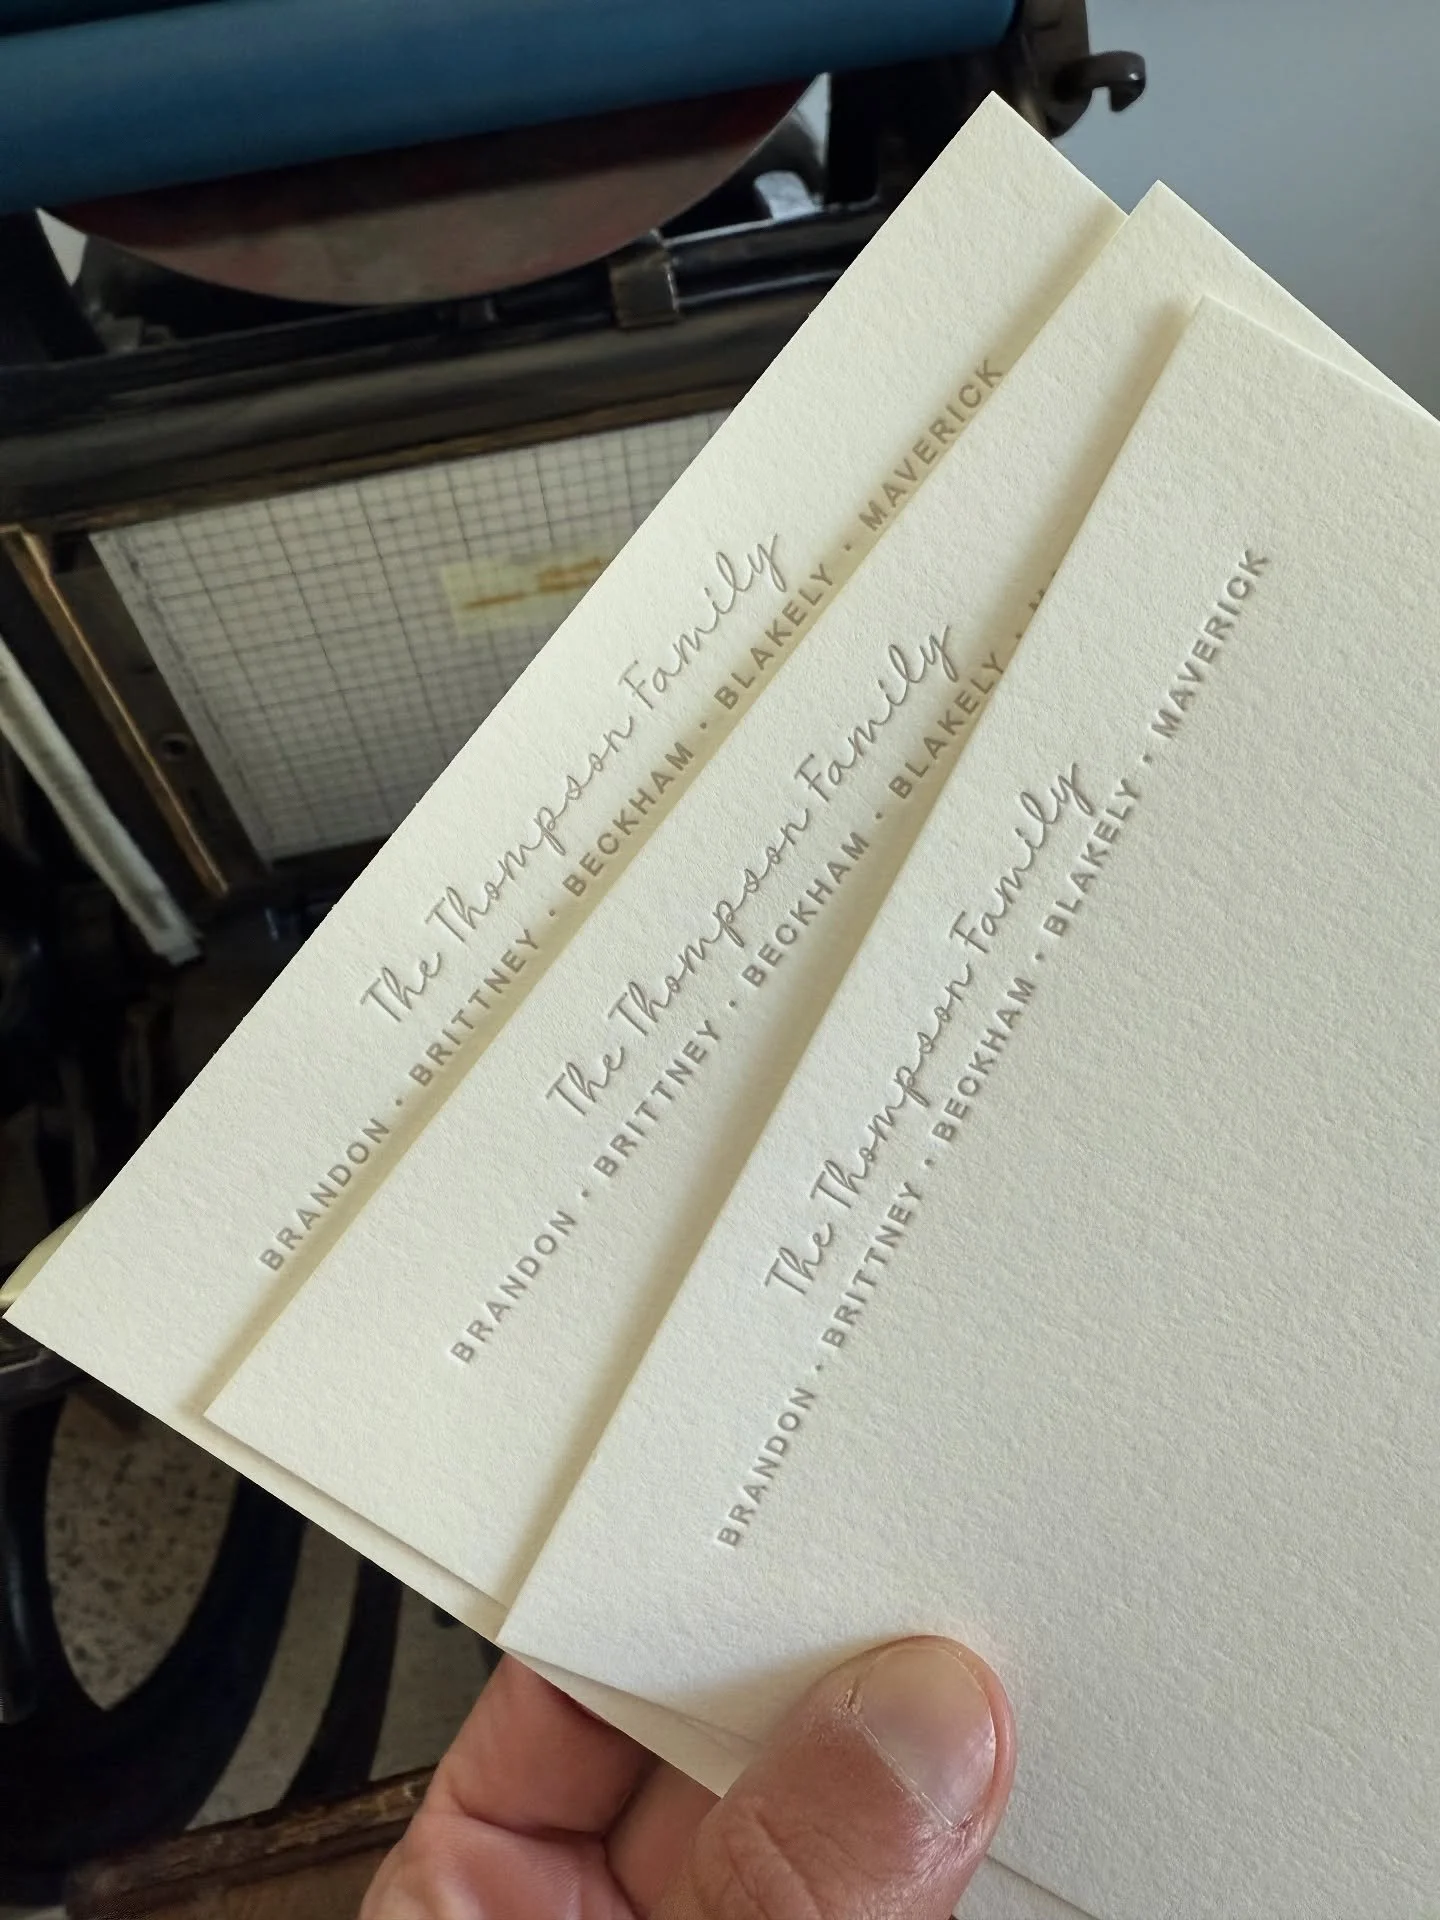 The Thompson Family
BRANDON · BRITTNEY · BECKHAM · BLAKELY · MAVERICK
The Thompson Family
BRANDON · BRITTNEY · BECKHAM · BLAKELY ·
The Thompson Family
BRANDON · BRITTNEY · BECKHAM · BLAKELY · MAVERICK